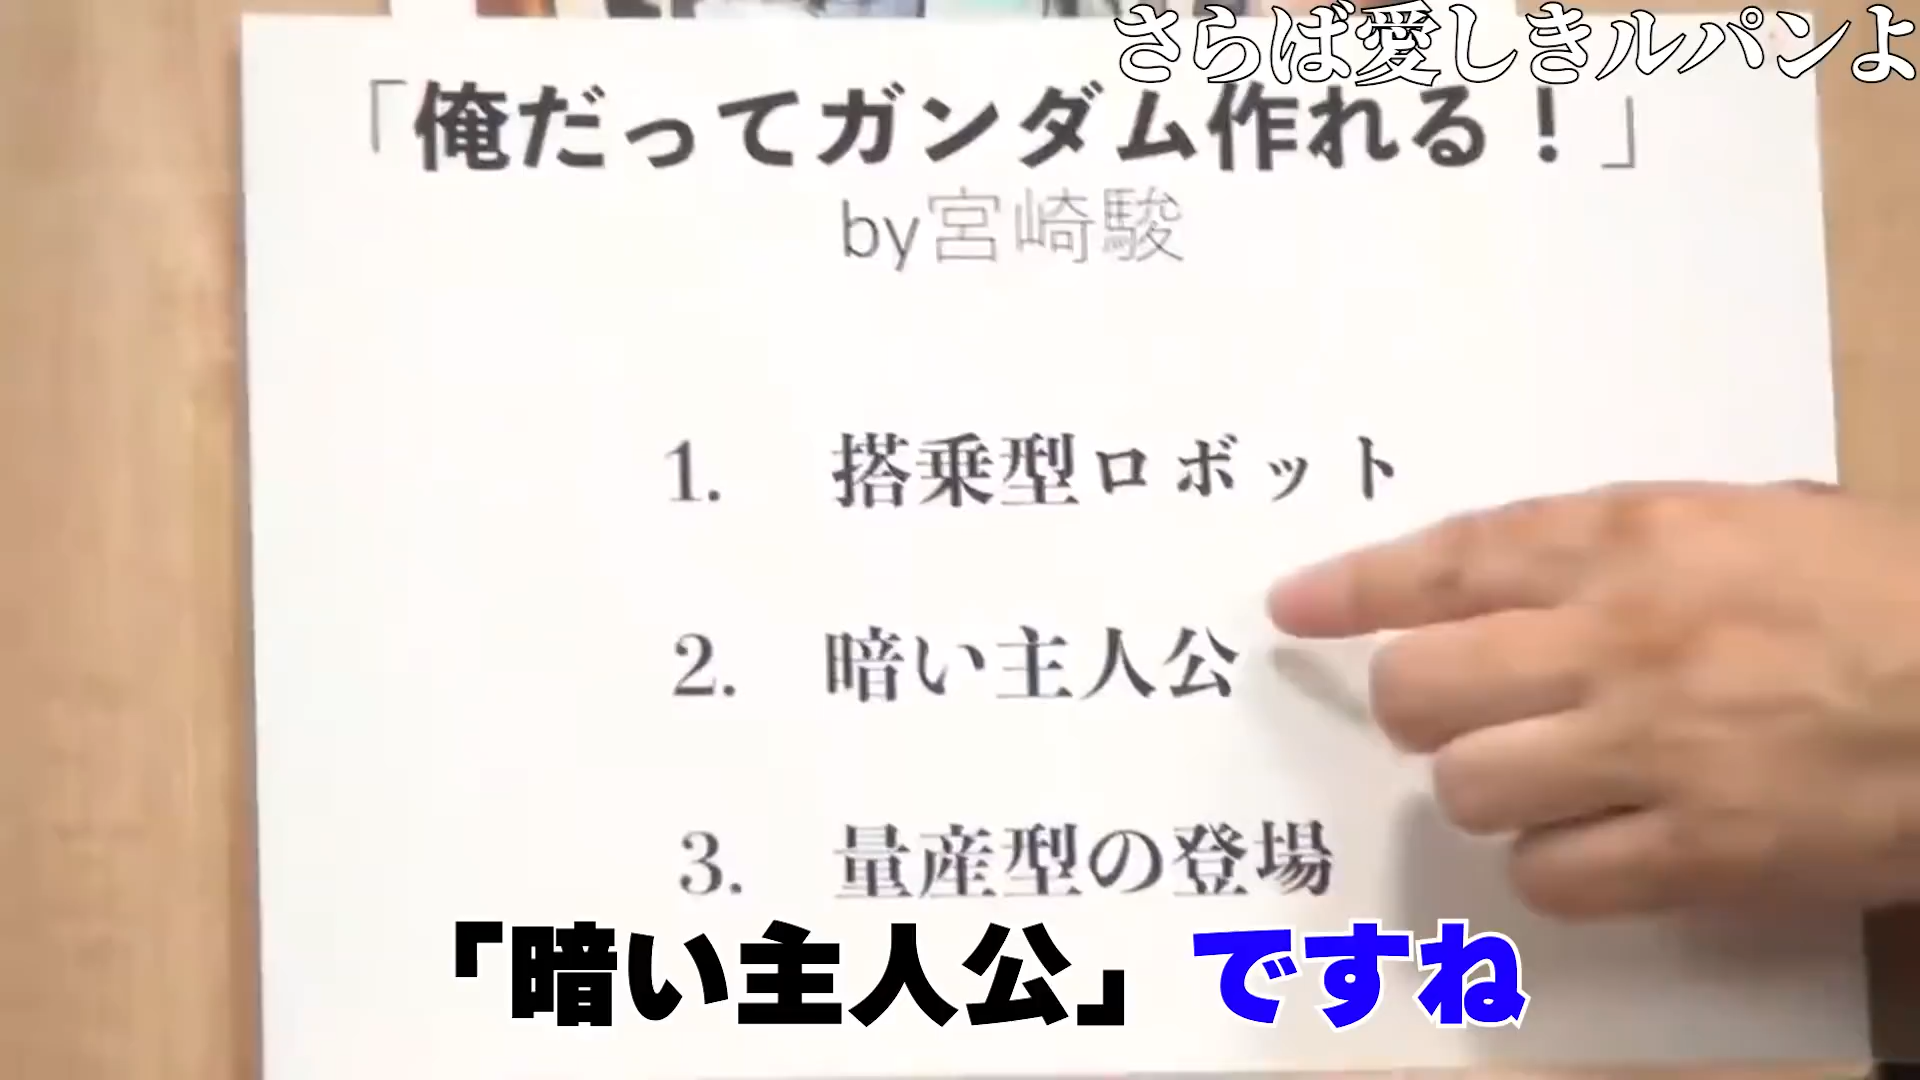 さらば愛しきルパンよ
「俺だってガンダム作れる！」
by宮崎駿
1. 搭乗型ロボット
2. 暗い主人公
3. 量産型の登場
「暗い主人公」ですね